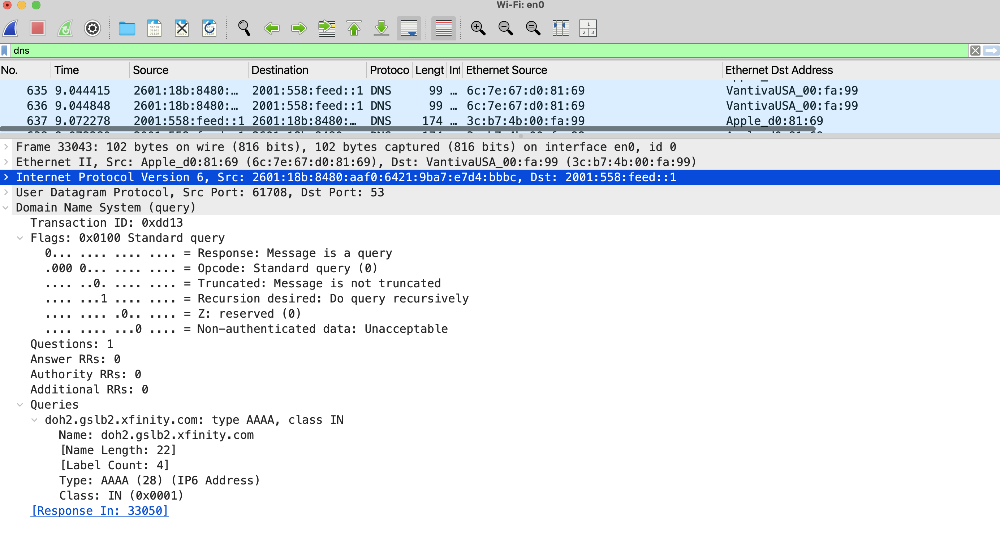 Wi-Fi: en0
1
2 3
dns
No. Time Source Destination Protoco Lengt Inf Ethernet Source Ethernet Dst Address
635 9.044415 2601:18b:8480:… 2001:558:feed::1 DNS 99 … 6c:7e:67:d0:81:69 VantivaUSA_00:fa:99
636 9.044848 2601:18b:8480:… 2001:558:feed::1 DNS 99 … 6c:7e:67:d0:81:69 VantivaUSA_00:fa:99
637 9.072278 2001:558:feed::1 2601:18b:8480:… DNS 174 … 3c:b7:4b:00:fa:99 Apple_d0:81:69
Frame 33043: 102 bytes on wire (816 bits), 102 bytes captured (816 bits) on interface en0, id 0
Ethernet II, Src: Apple_d0:81:69 (6c:7e:67:d0:81:69), Dst: VantivaUSA_00:fa:99 (3c:b7:4b:00:fa:99)
Internet Protocol Version 6, Src: 2601:18b:8480:aaf0:6421:9ba7:e7d4:bbbc, Dst: 2001:558:feed::1
User Datagram Protocol, Src Port: 61708, Dst Port: 53
Domain Name System (query)
Transaction ID: 0xdd13
Flags: 0x0100 Standard query
0... .... .... .... = Response: Message is a query
.000 0... .... .... = Opcode: Standard query (0)
.... ..0. .... .... = Truncated: Message is not truncated
.... ...1 .... .... = Recursion desired: Do query recursively
.... .... .0.. .... = Z: reserved (0)
.... .... ...0 .... = Non-authenticated data: Unacceptable
Questions: 1
Answer RRs: 0
Authority RRs: 0
Additional RRs: 0
Queries
doh2.gslb2.xfinity.com: type AAAA, class IN
Name: doh2.gslb2.xfinity.com
[Name Length: 22]
[Label Count: 4]
Type: AAAA (28) (IP6 Address)
Class: IN (0x0001)
[Response In: 33050]